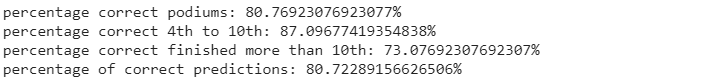 percentage correct podiums: 80.76923076923077%
percentage correct 4th to 10th: 87.09677419354838%
percentage correct finished more than 10th: 73.07692307692307%
percentage of correct predictions: 80.72289156626506%